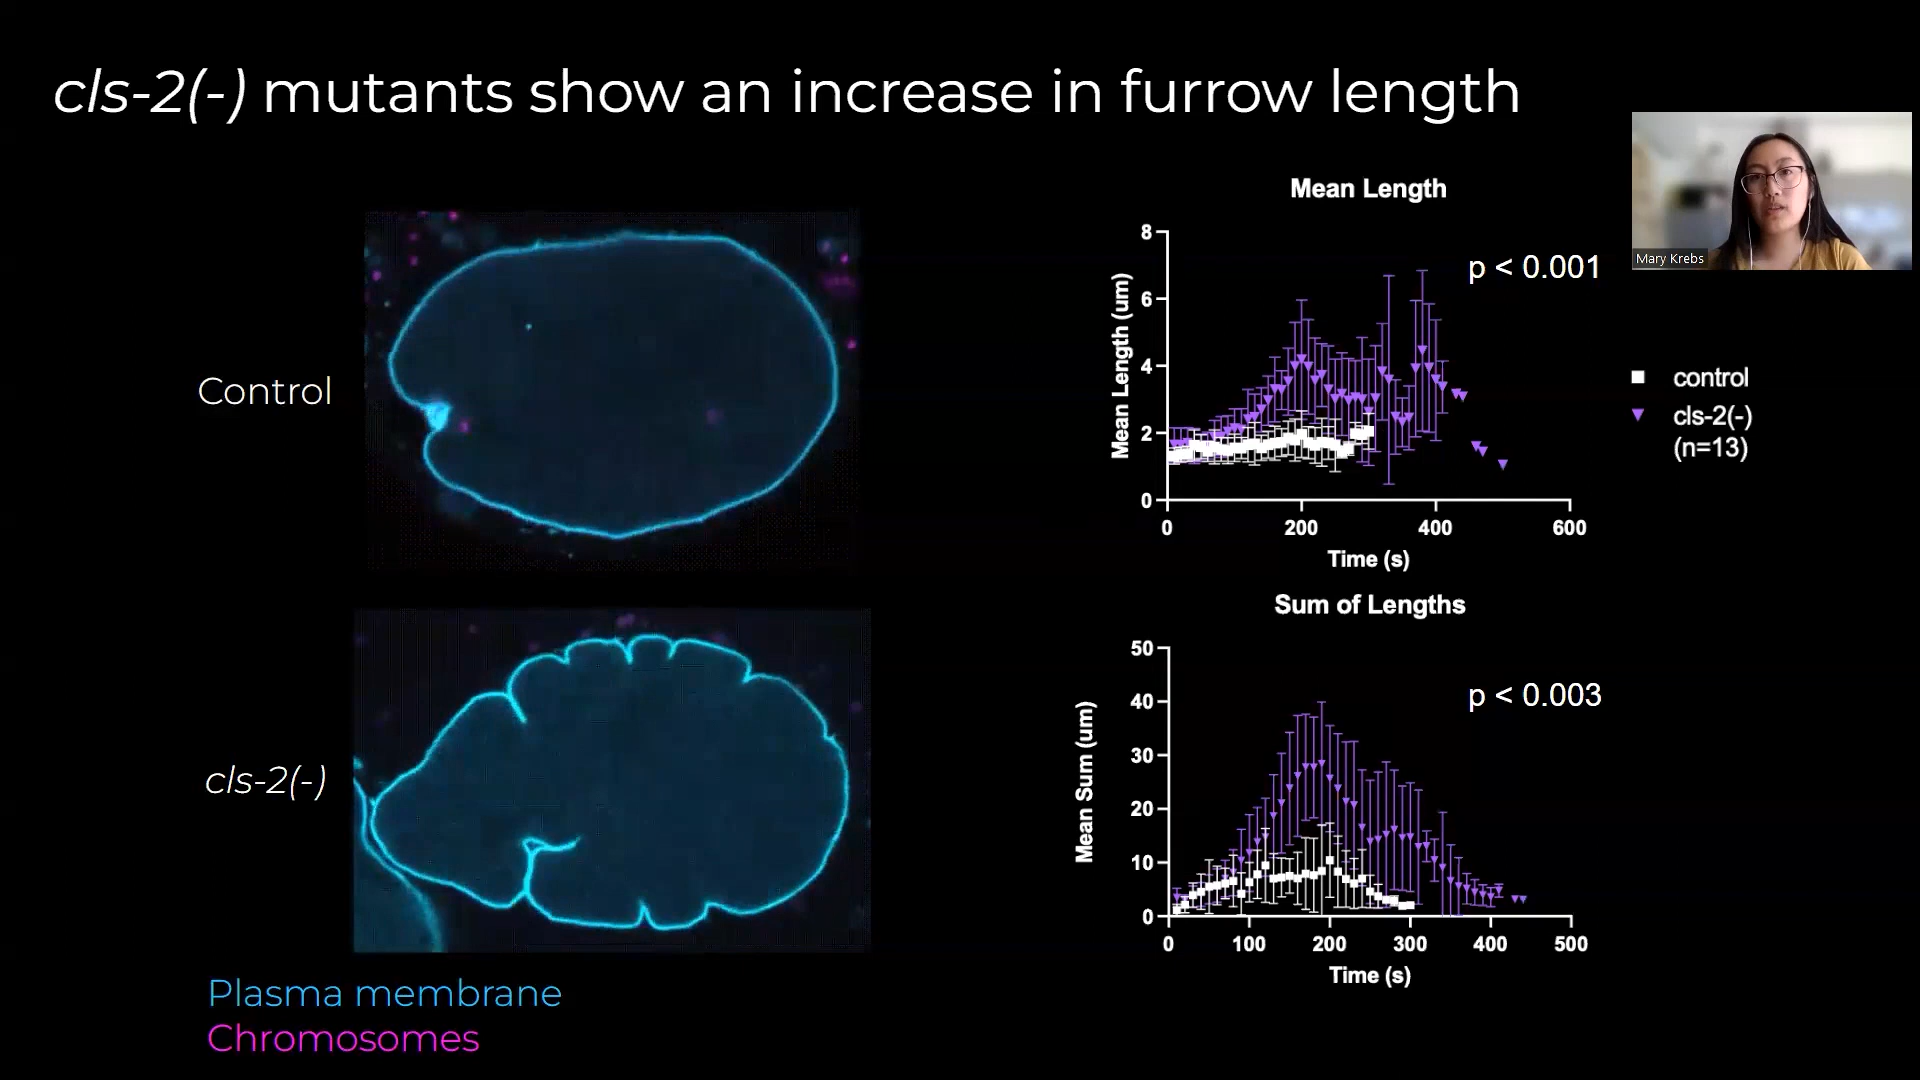 cls-2(-) mutants show an increase in furrow length
Mary Krebs
Control
cls-2(-)
Plasma membrane
Chromosomes
Mean Length
p < 0.001
Mean Length (um)
8
6
4
2
0
0 200 400 600
Time (s)
control
cls-2(-)
(n=13)
Sum of Lengths
p < 0.003
Mean Sum (um)
50
40
30
20
10
0
0 100 200 300 400 500
Time (s)